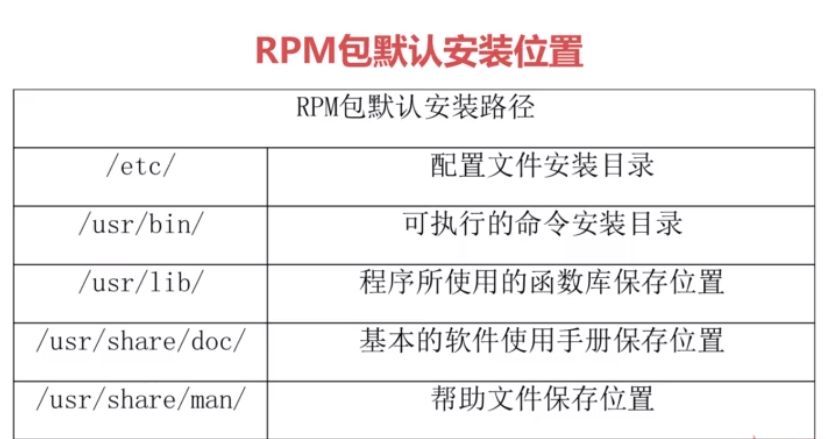 RPM包默认安装位置
RPM包默认安装路径
/etc/ 配置文件安装目录
/usr/bin/ 可执行的命令安装目录
/usr/lib/ 程序所使用的函数库保存位置
/usr/share/doc/ 基本的软件使用手册保存位置
/usr/share/man/ 帮助文件保存位置